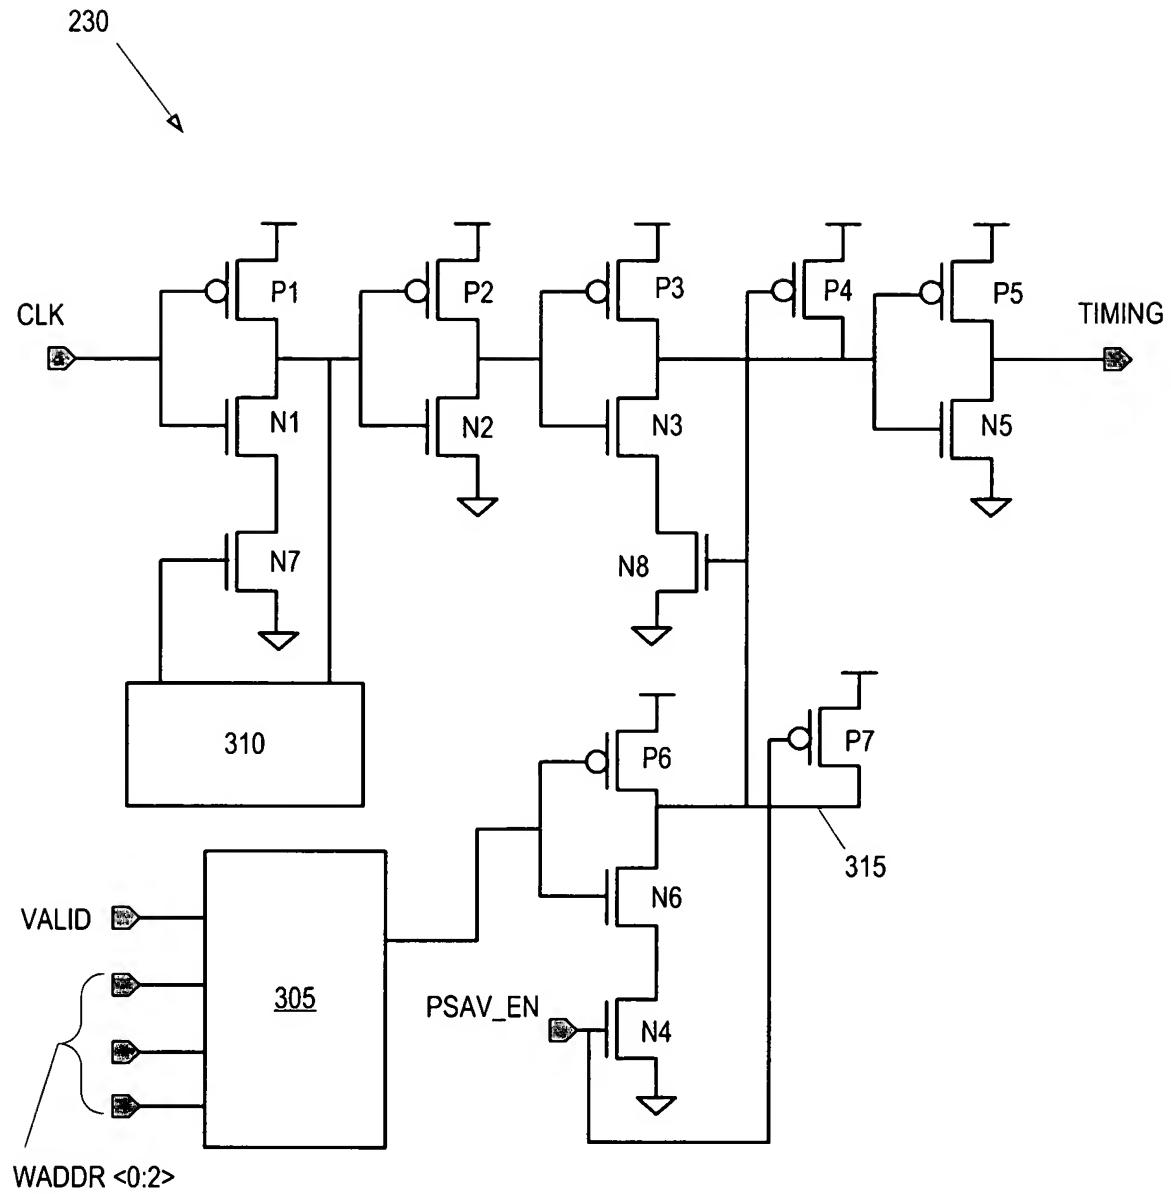 230
P1
P2
P3
P4
P5
CLK
TIMING
N1
N2
N3
N5
N7
N8
310
P6
P7
315
VALID
N6
305
PSAV_EN
N4
WADDR <0:2>